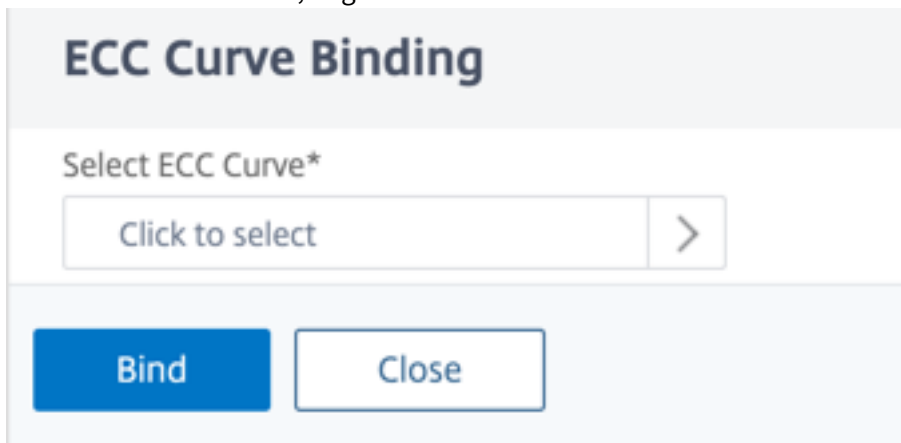 ECC Curve Binding
Select ECC Curve*
Click to select
Bind
Close